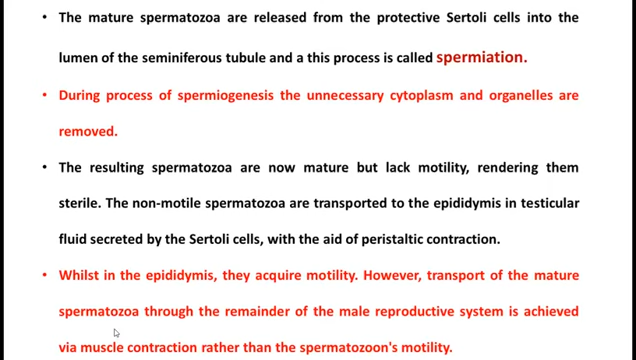 • The mature spermatozoa are released from the protective Sertoli cells into the
lumen of the seminiferous tubule and a this process is called spermiation.
• During process of spermiogenesis the unnecessary cytoplasm and organelles are
removed.
• The resulting spermatozoa are now mature but lack motility, rendering them
sterile. The non-motile spermatozoa are transported to the epididymis in testicular
fluid secreted by the Sertoli cells, with the aid of peristaltic contraction.
• Whilst in the epididymis, they acquire motility. However, transport of the mature
spermatozoa through the remainder of the male reproductive system is achieved
via muscle contraction rather than the spermatozoon's motility.